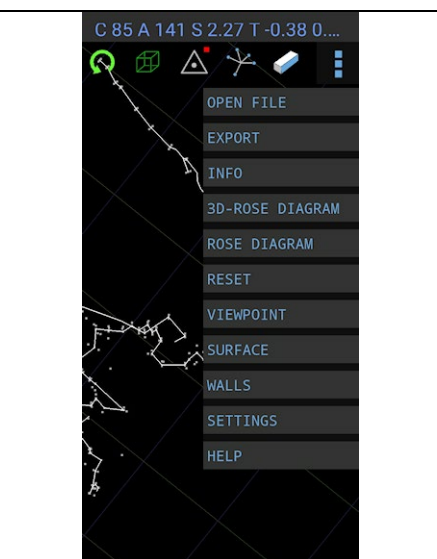 C 85 A 141 S 2.27 T -0.38 0....
OPEN FILE
EXPORT
INFO
3D-ROSE DIAGRAM
ROSE DIAGRAM
RESET
VIEWPOINT
SURFACE
WALLS
SETTINGS
HELP